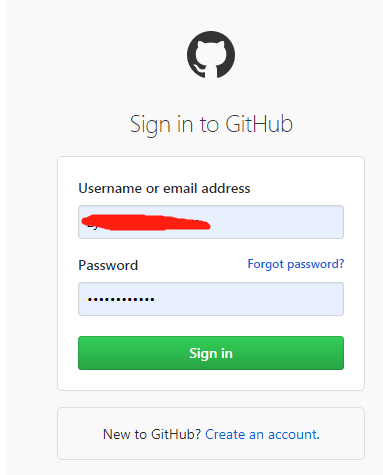 Sign in to GitHub
Username or email address
Password Forgot password?
••••••••••••
Sign in
New to GitHub? Create an account.